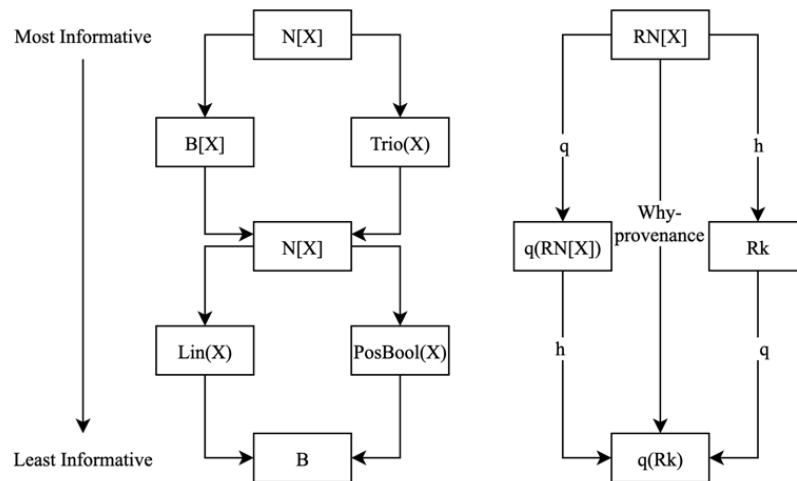 Most Informative
N[X]
RN[X]
B[X]
Trio(X)
q
h
N[X]
q(RN[X])
Why-
provenance
Rk
Lin(X)
PosBool(X)
h
q
Least Informative
B
q(Rk)